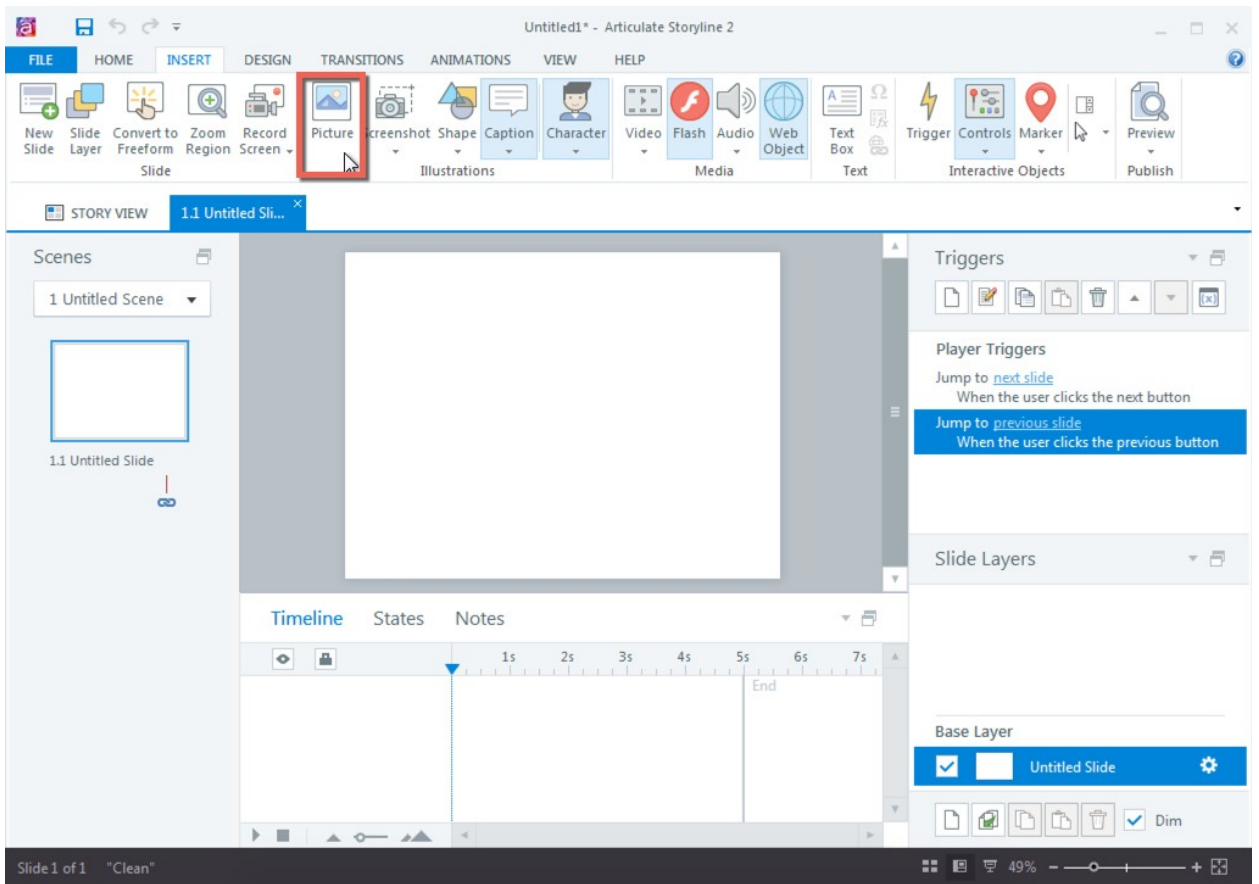 Untitled1* - Articulate Storyline 2
FILE HOME INSERT DESIGN TRANSITIONS ANIMATIONS VIEW HELP
New Slide Slide Layer Convert to Freeform Zoom Region Record Screen Picture Screenshot Shape Caption Character Video Flash Audio Web Object Text Box Trigger Controls Marker Preview
Slide Illustrations Media Text Interactive Objects Publish
STORY VIEW 1.1 Untitled Sli...
Scenes
1 Untitled Scene
1.1 Untitled Slide
Triggers
Player Triggers
Jump to next slide
When the user clicks the next button
Jump to previous slide
When the user clicks the previous button
Slide Layers
Timeline States Notes
1s 2s 3s 4s 5s 6s 7s
End
Base Layer
Untitled Slide
Dim
Slide 1 of 1 "Clean" 49%